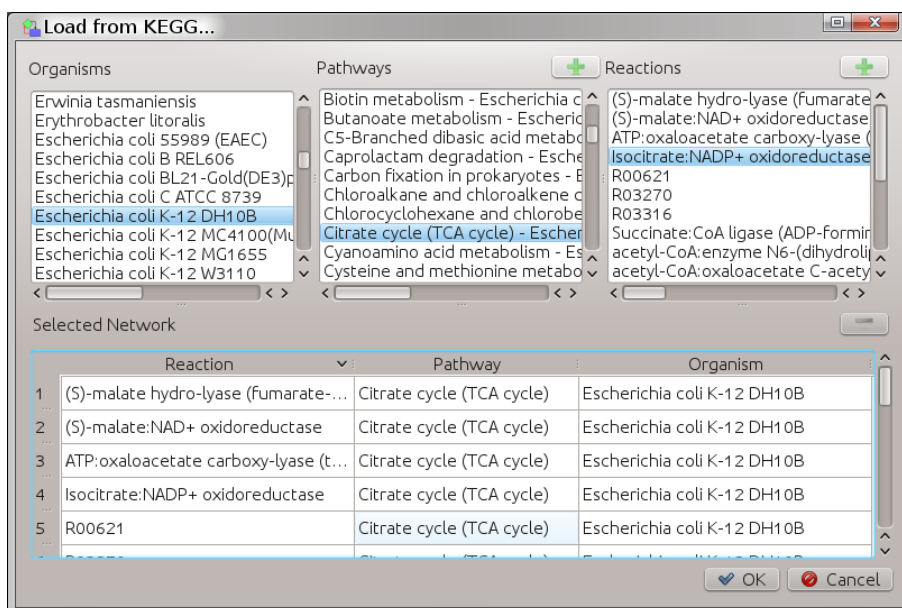 Load from KEGG...
Organisms
Erwinia tasmaniensis
Erythrobacter litoralis
Escherichia coli 55989 (EAEC)
Escherichia coli B REL606
Escherichia coli BL21-Gold(DE3)p
Escherichia coli C ATCC 8739
Escherichia coli K-12 DH10B
Escherichia coli K-12 MC4100(Mu
Escherichia coli K-12 MG1655
Escherichia coli K-12 W3110
Pathways
Biotin metabolism - Escherichia c
Butanoate metabolism - Escheric
C5-Branched dibasic acid metabo
Caprolactam degradation - Esche
Carbon fixation in prokaryotes - E
Chloroalkane and chloroalkene d
Chlorocyclohexane and chlorobe
Citrate cycle (TCA cycle) - Escher
Cyanoamino acid metabolism - Es
Cysteine and methionine metabo
Reactions
(S)-malate hydro-lyase (fumarate
(S)-malate:NAD+ oxidoreductase
ATP:oxaloacetate carboxy-lyase (
Isocitrate:NADP+ oxidoreductase
R00621
R03270
R03316
Succinate:CoA ligase (ADP-formin
acetyl-CoA:enzyme N6-(dihydrolip
acetyl-CoA:oxaloacetate C-acety
Selected Network
Reaction Pathway Organism
1 (S)-malate hydro-lyase (fumarate-... Citrate cycle (TCA cycle) Escherichia coli K-12 DH10B
2 (S)-malate:NAD+ oxidoreductase Citrate cycle (TCA cycle) Escherichia coli K-12 DH10B
3 ATP:oxaloacetate carboxy-lyase (t... Citrate cycle (TCA cycle) Escherichia coli K-12 DH10B
4 Isocitrate:NADP+ oxidoreductase Citrate cycle (TCA cycle) Escherichia coli K-12 DH10B
5 R00621 Citrate cycle (TCA cycle) Escherichia coli K-12 DH10B
OK Cancel